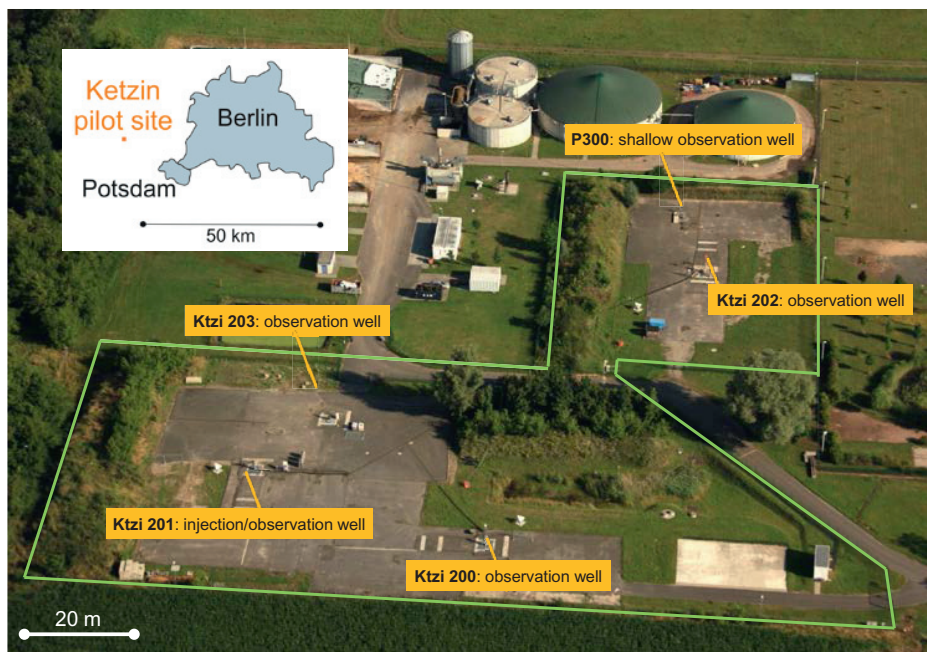 Ketzin
pilot site
Berlin
Potsdam
50 km
P300: shallow observation well
Ktzi 202: observation well
Ktzi 203: observation well
Ktzi 201: injection/observation well
Ktzi 200: observation well
20 m